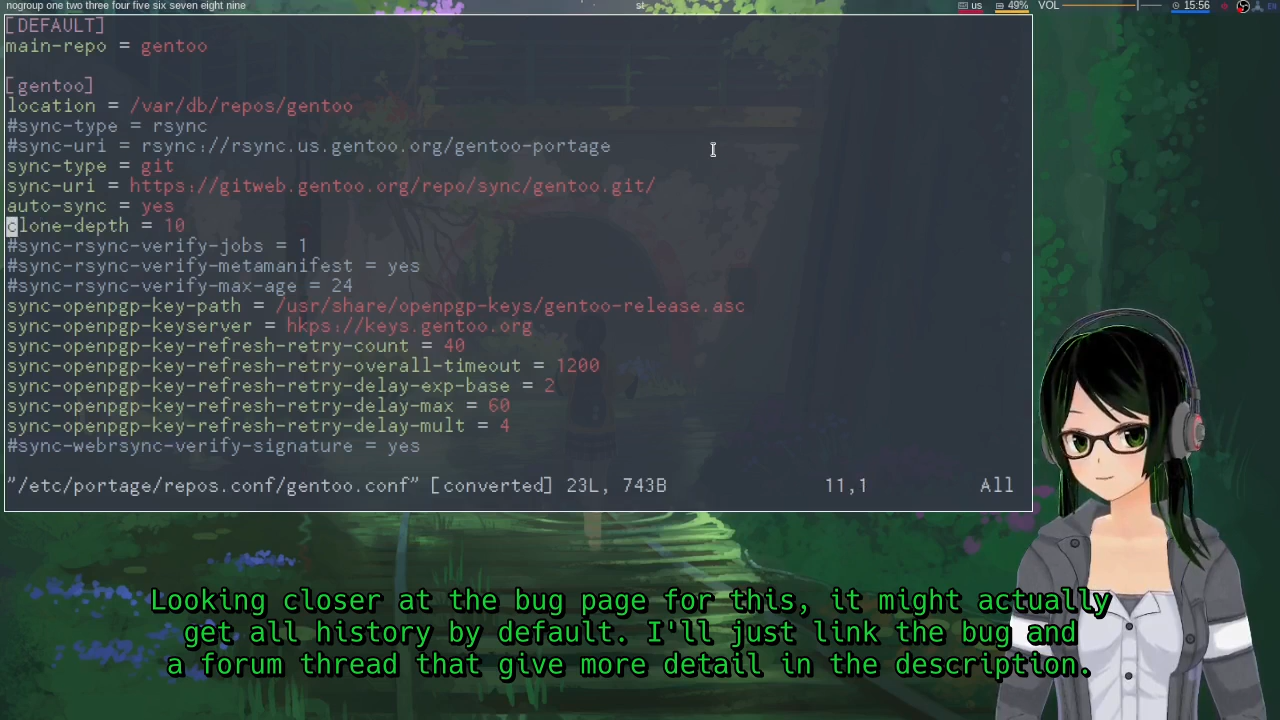 nogroup one two three four five six seven eight nine
us 49% VOL 15:56
[DEFAULT]
main-repo = gentoo
[gentoo]
location = /var/db/repos/gentoo
#sync-type = rsync
#sync-uri = rsync://rsync.us.gentoo.org/gentoo-portage
sync-type = git
sync-uri = https://gitweb.gentoo.org/repo/sync/gentoo.git/
auto-sync = yes
clone-depth = 10
#sync-rsync-verify-jobs = 1
#sync-rsync-verify-metamanifest = yes
#sync-rsync-verify-max-age = 24
sync-openpgp-key-path = /usr/share/openpgp-keys/gentoo-release.asc
sync-openpgp-keyserver = hkps://keys.gentoo.org
sync-openpgp-key-refresh-retry-count = 40
sync-openpgp-key-refresh-retry-overall-timeout = 1200
sync-openpgp-key-refresh-retry-delay-exp-base = 2
sync-openpgp-key-refresh-retry-delay-max = 60
sync-openpgp-key-refresh-retry-delay-mult = 4
#sync-webrsync-verify-signature = yes
"/etc/portage/repos.conf/gentoo.conf" [converted] 23L, 743B 11,1 All
Looking closer at the bug page for this, it might actually
get all history by default. I'll just link the bug and
a forum thread that give more detail in the description.